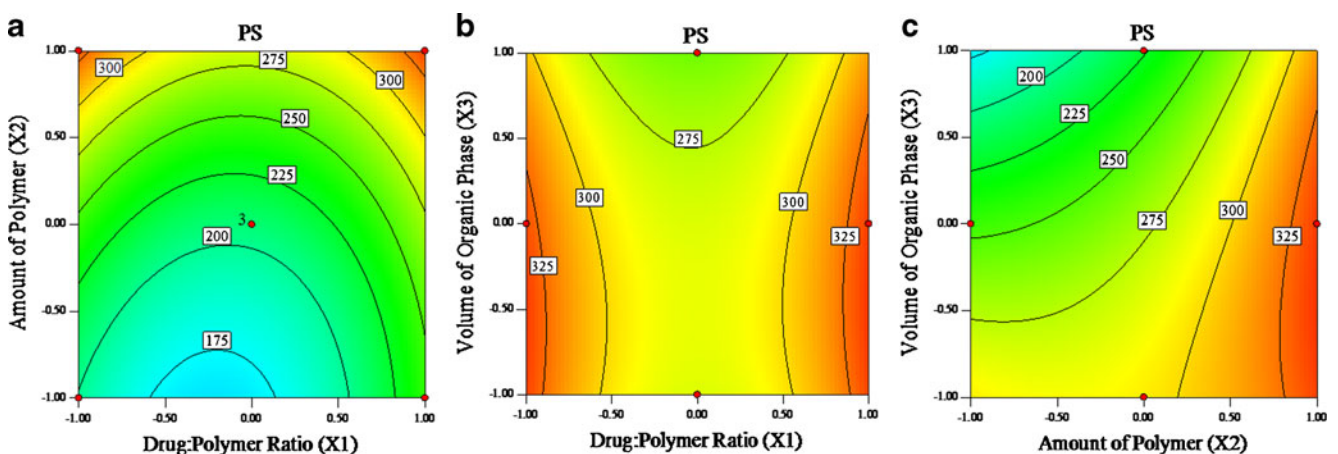 a
PS
1.00
0.50
0.00
-0.50
-1.00
Amount of Polymer (X2)
300
275
300
250
225
3
200
175
-1.00 -0.50 0.00 0.50 1.00
Drug:Polymer Ratio (X1)
b
PS
1.00
0.50
0.00
-0.50
-1.00
Volume of Organic Phase (X3)
275
300
300
325
325
-1.00 -0.50 0.00 0.50 1.00
Drug:Polymer Ratio (X1)
c
PS
1.00
0.50
0.00
-0.50
-1.00
Volume of Organic Phase (X3)
200
225
250
275
300
325
-1.00 -0.50 0.00 0.50 1.00
Amount of Polymer (X2)